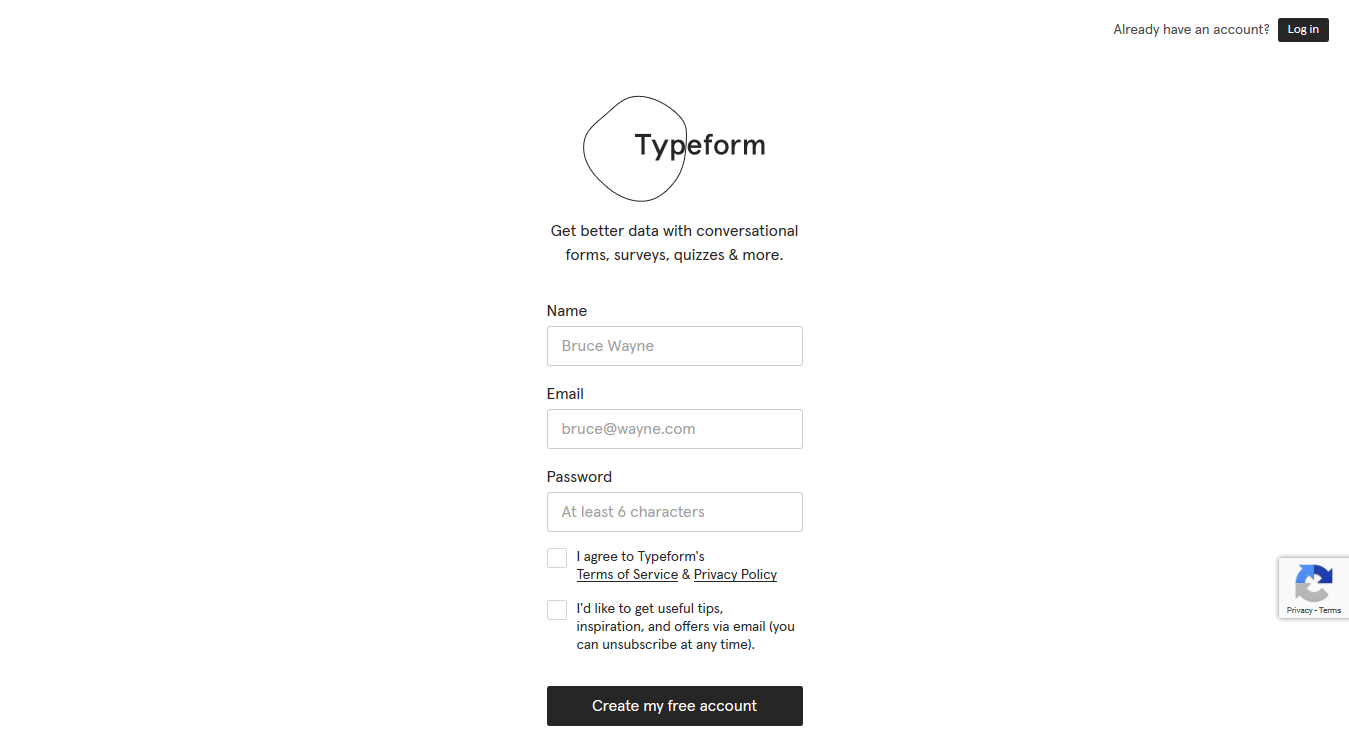 Already have an account? Log in
Typeform
Get better data with conversational
forms, surveys, quizzes & more.
Name
Bruce Wayne
Email
bruce@wayne.com
Password
At least 6 characters
I agree to Typeform's
Terms of Service & Privacy Policy
I'd like to get useful tips,
inspiration, and offers via email (you
can unsubscribe at any time).
Privacy - Terms
Create my free account